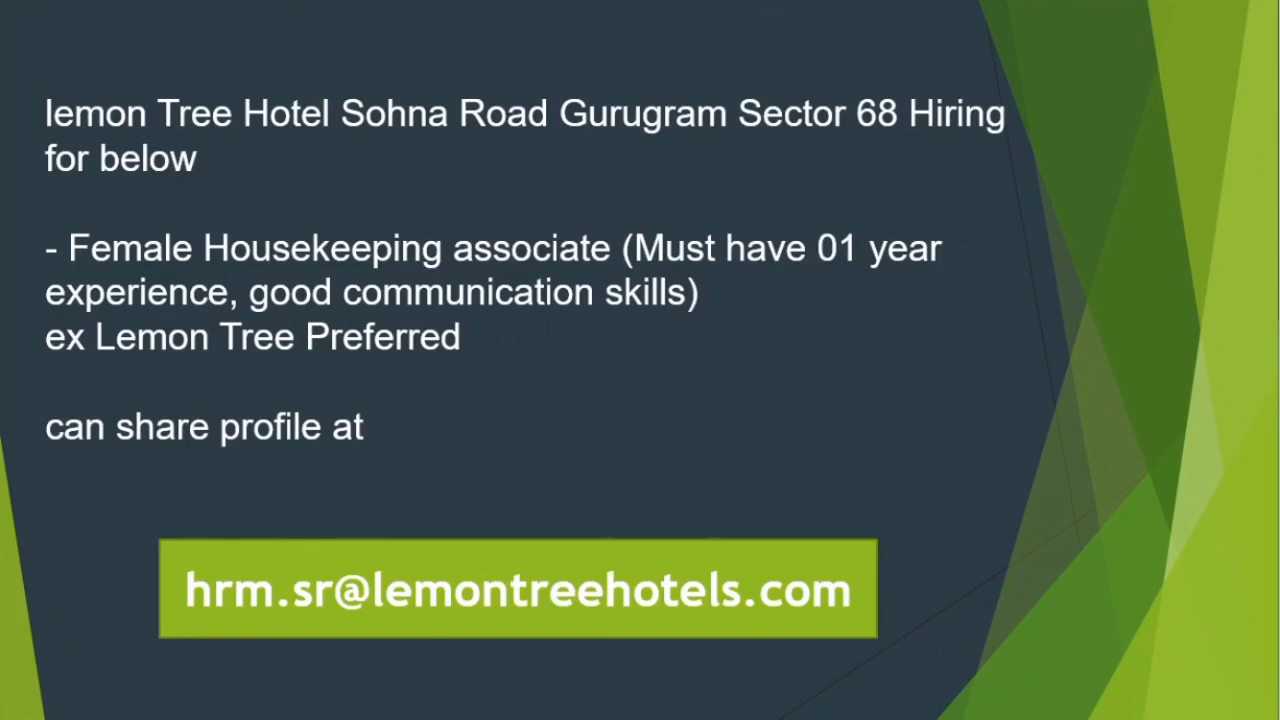 lemon Tree Hotel Sohna Road Gurugram Sector 68 Hiring
for below
- Female Housekeeping associate (Must have 01 year
experience, good communication skills)
ex Lemon Tree Preferred
can share profile at
hrm.sr@lemontreehotels.com